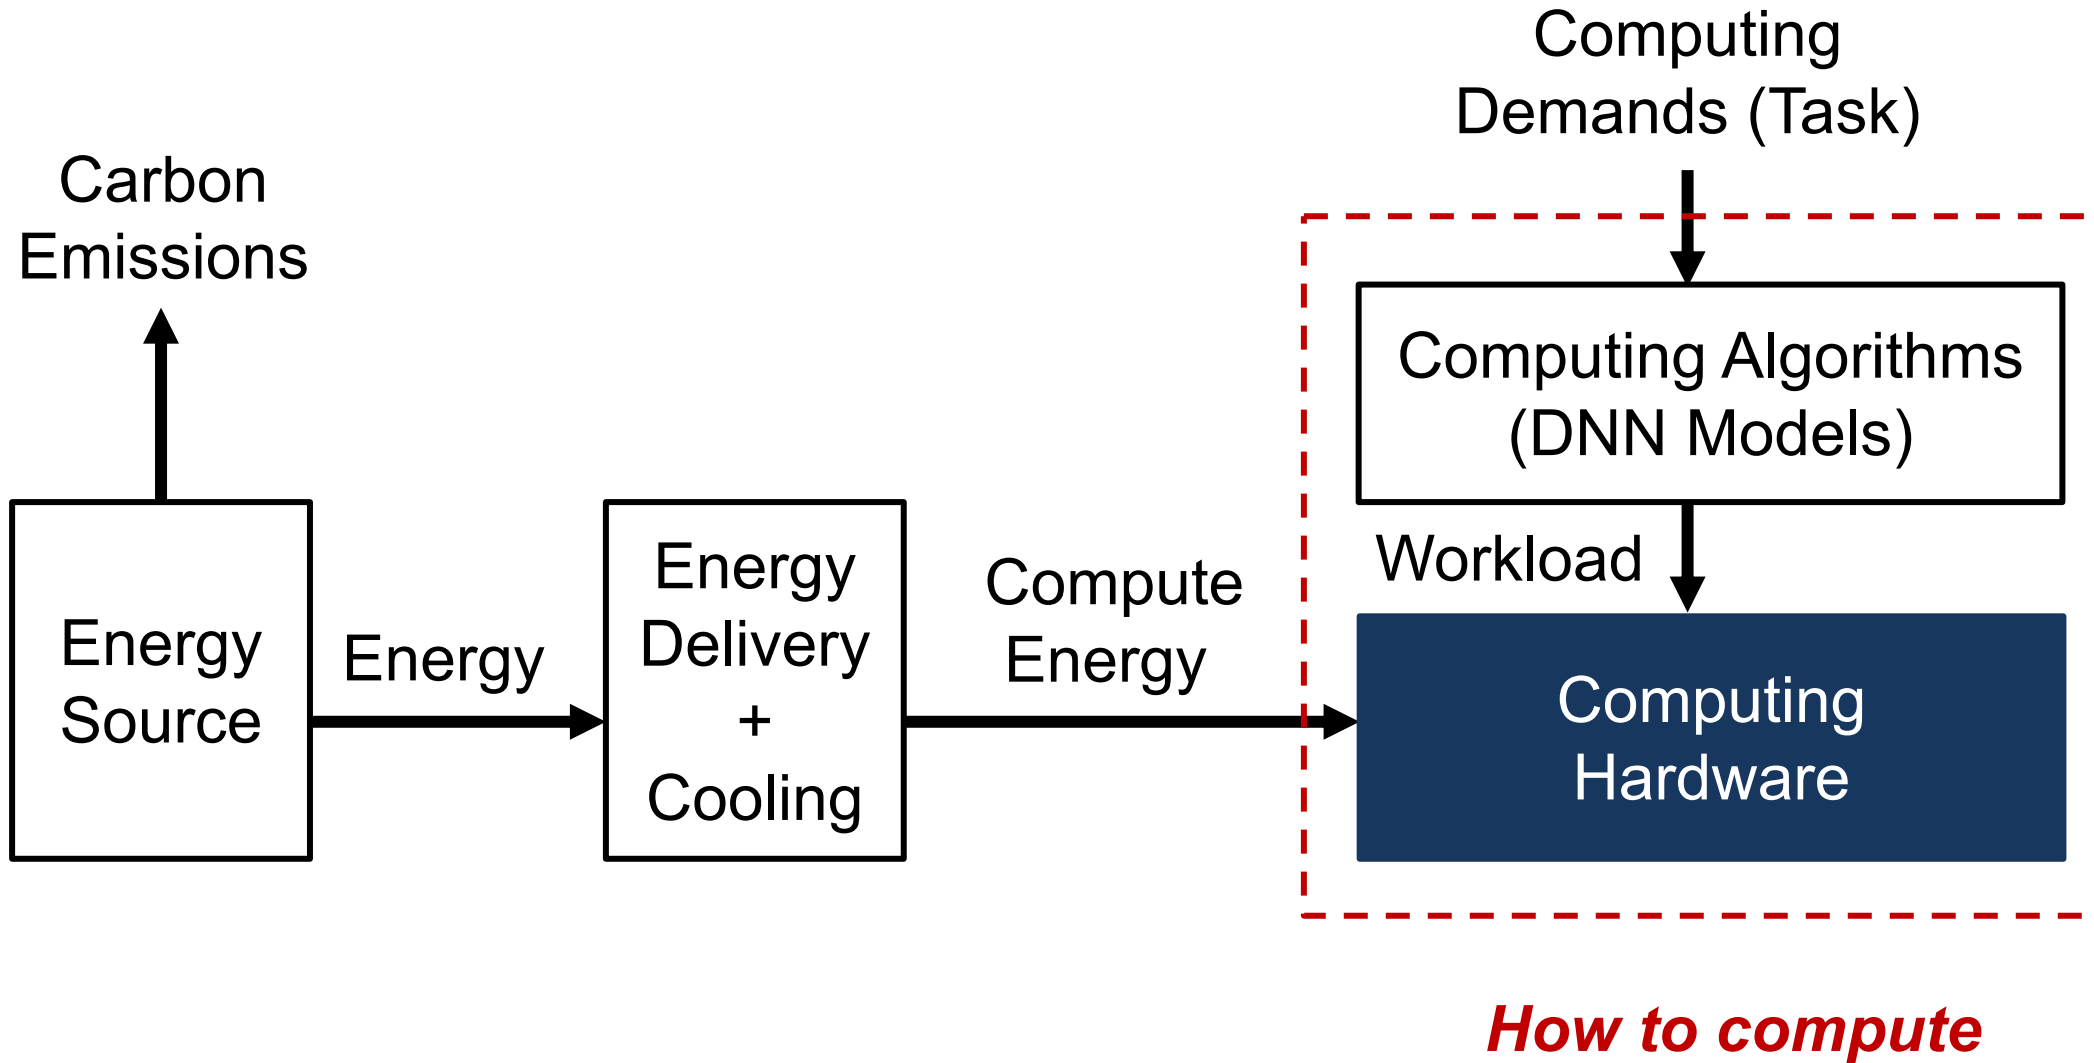 Computing
Demands (Task)
Carbon
Emissions
Computing Algorithms
(DNN Models)
Workload
Energy
Source
Energy
Energy
Delivery
+
Cooling
Compute
Energy
Computing
Hardware
How to compute